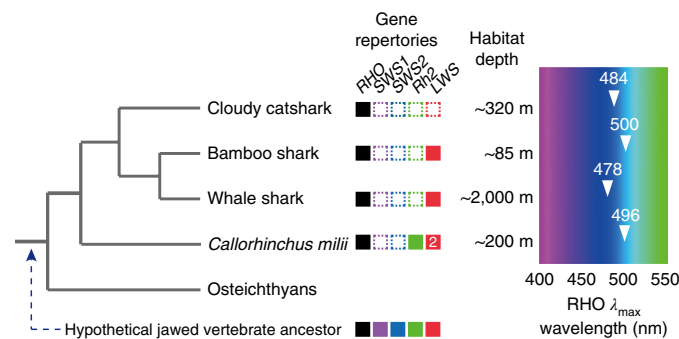 Gene
repertories
Habitat
depth
RHO
SWS1
SWS2
Rh2
LWS
Cloudy catshark
~320 m
484
Bamboo shark
~85 m
500
Whale shark
~2,000 m
478
Callorhinchus milii
2
~200 m
496
Osteichthyans
400 450 500 550
RHO λmax
wavelength (nm)
Hypothetical jawed vertebrate ancestor